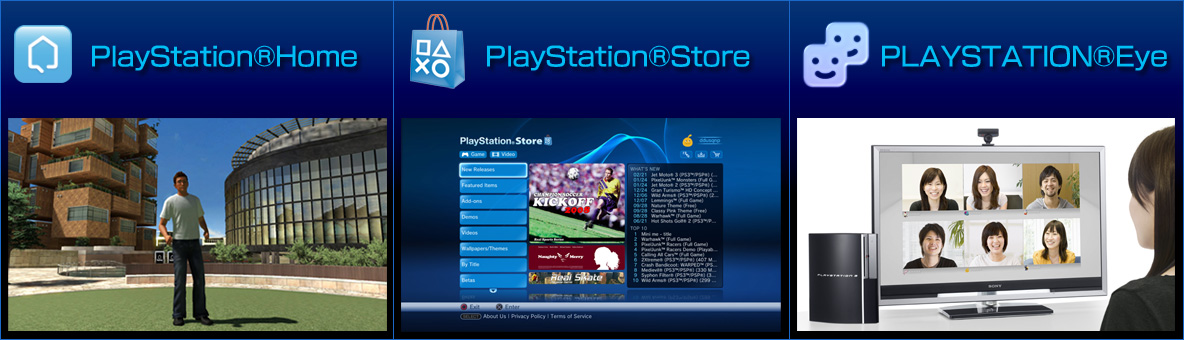 PlayStation®Home
PlayStation®Store
PLAYSTATION®Eye
PlayStation®Store
Game
Video
New Releases
Featured Items
Add-ons
Demos
Videos
Wallpapers/Themes
By Title
Betas
CHAMPION SOCCER
KICKOFF
Naughty Merry
Real Skate
WHAT'S NEW
02/21 Jet Moto® 3 (PS3™/PSP®) (...
01/24 PixelJunk™ Monsters (Full G...
01/24 Jet Moto® 2 (PS3™/PSP®) (...
12/24 Gran Turismo™ HD Concept ...
12/06 Wild Arms® (PS3™/PSP®) (2...
12/07 Lemmings™ (Full Game)
09/28 Nature Theme (Free)
09/28 Classy Pink Theme (Free)
08/28 Warhawk™ (Full Game)
06/21 Hot Shots Golf® 2 (PS3™/P...
TOP 10
1 Mini me - title
2 Warhawk™ (Full Game)
3 PixelJunk™ Racers (Full Game)
4 PixelJunk™ Racers Demo (Playab...
5 Calling All Cars™ (Full Game)
6 2Xtreme® (PS3™/PSP®) (407 M...
7 Crash Bandicoot: WARPED™ (PS...
8 Medievil® (PS3™/PSP®) (330 M...
9 Syphon Filter® (PS3™/PSP®) (3...
10 Wild Arms® (PS3™/PSP®) (299 ...
Exit
Enter
SELECT About Us | Privacy Policy | Terms of Service
PLAYSTATION 3
SONY